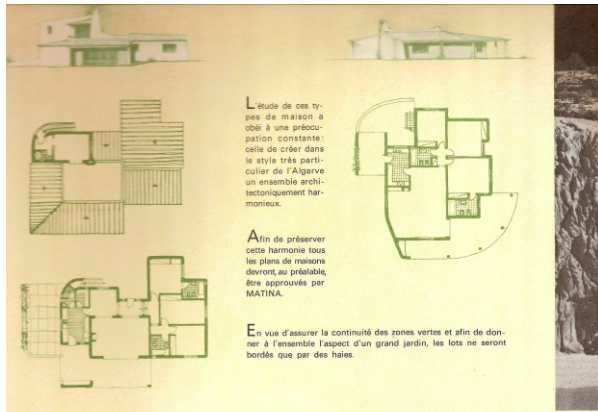 L'étude de ces ty-
pes de maison a
obéi à une préocu-
pation constante:
celle de créer dans
le style très parti-
culier de l'Algarve
un ensemble archi-
tectoniquement har-
monieux.
Afin de préserver
cette harmonie tous
les plans de maisons
devront, au préalable,
être approuvés par
MATINA.
En vue d'assurer la continuité des zones vertes et afin de don-
ner à l'ensemble l'aspect d'un grand jardin, les lots ne seront
bordés que par des haies.